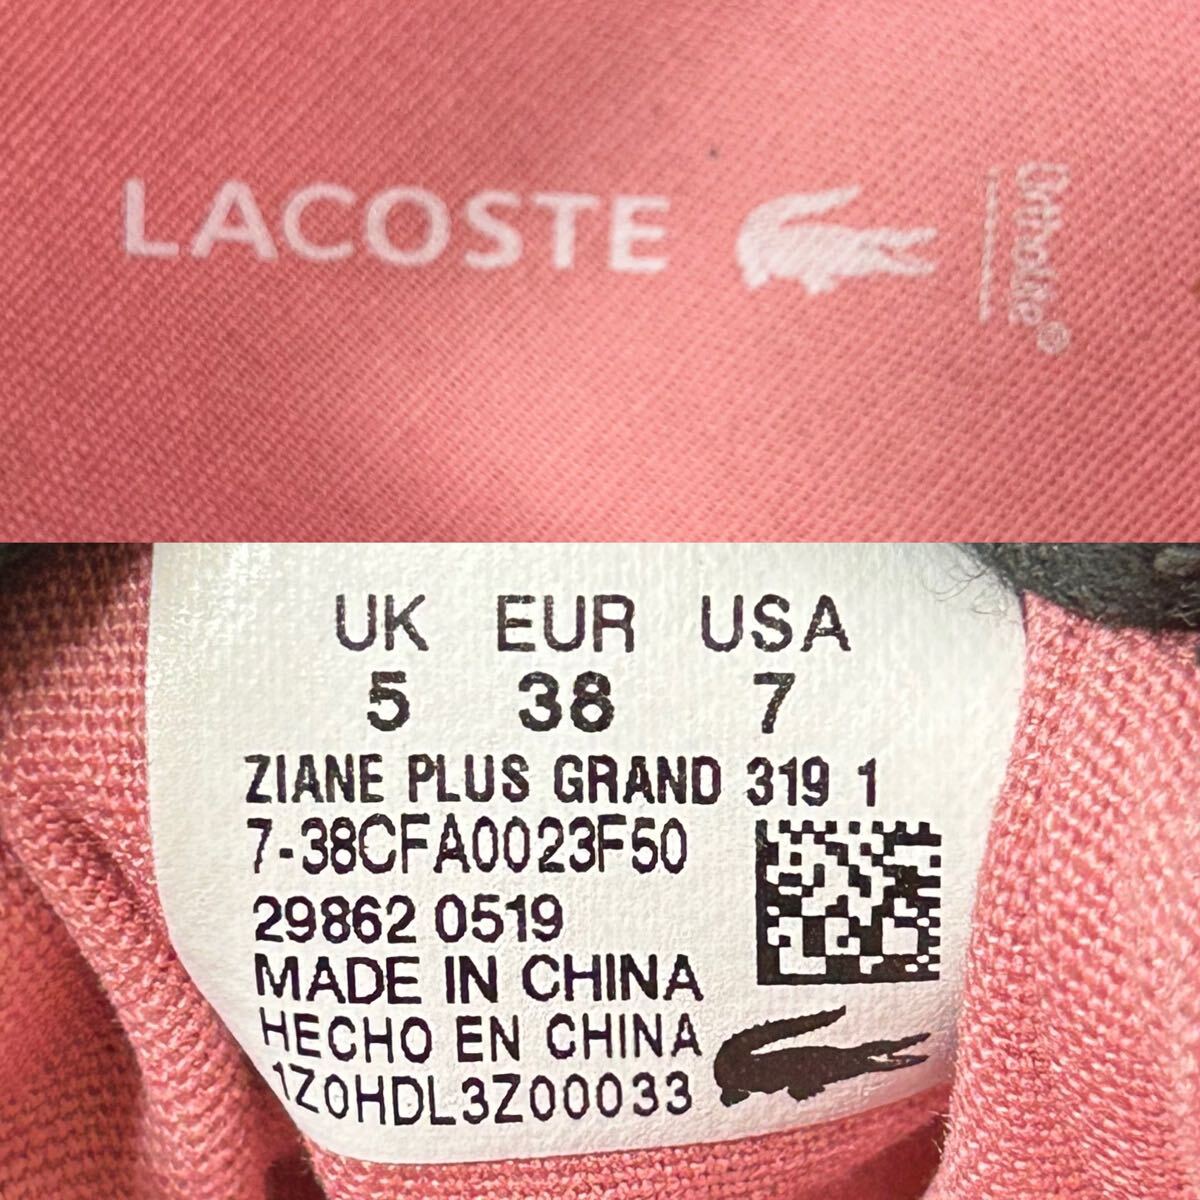 LACOSTE
OrthoLite®
UK EUR USA
5 38 7
ZIANE PLUS GRAND 319 1
7-38CFA0023F50
29862 0519
MADE IN CHINA
HECHO EN CHINA
1Z0HDL3Z00033